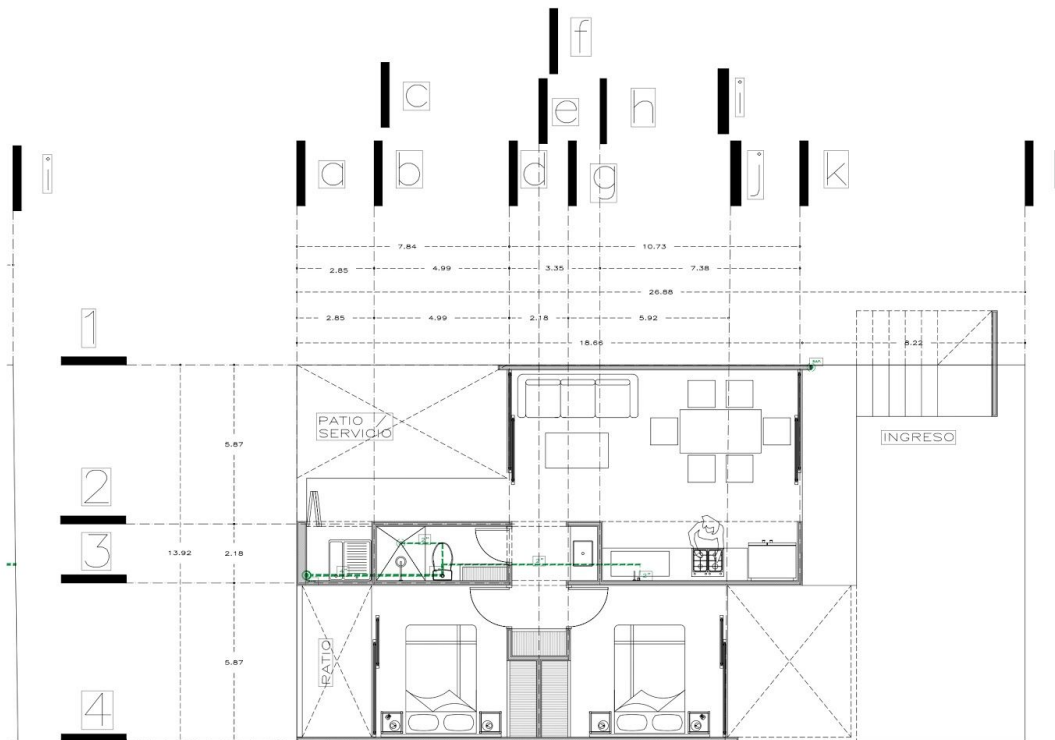 f
c
e
h
i
i
a
b
d
g
j
k
7.84
10.73
2.85
4.99
3.35
7.38
26.88
2.85
4.99
2.18
5.92
18.66
8.22
1
PATIO /
SERVICIO
INGRESO
5.87
2
3
13.92
2.18
5.87
PATIO
4